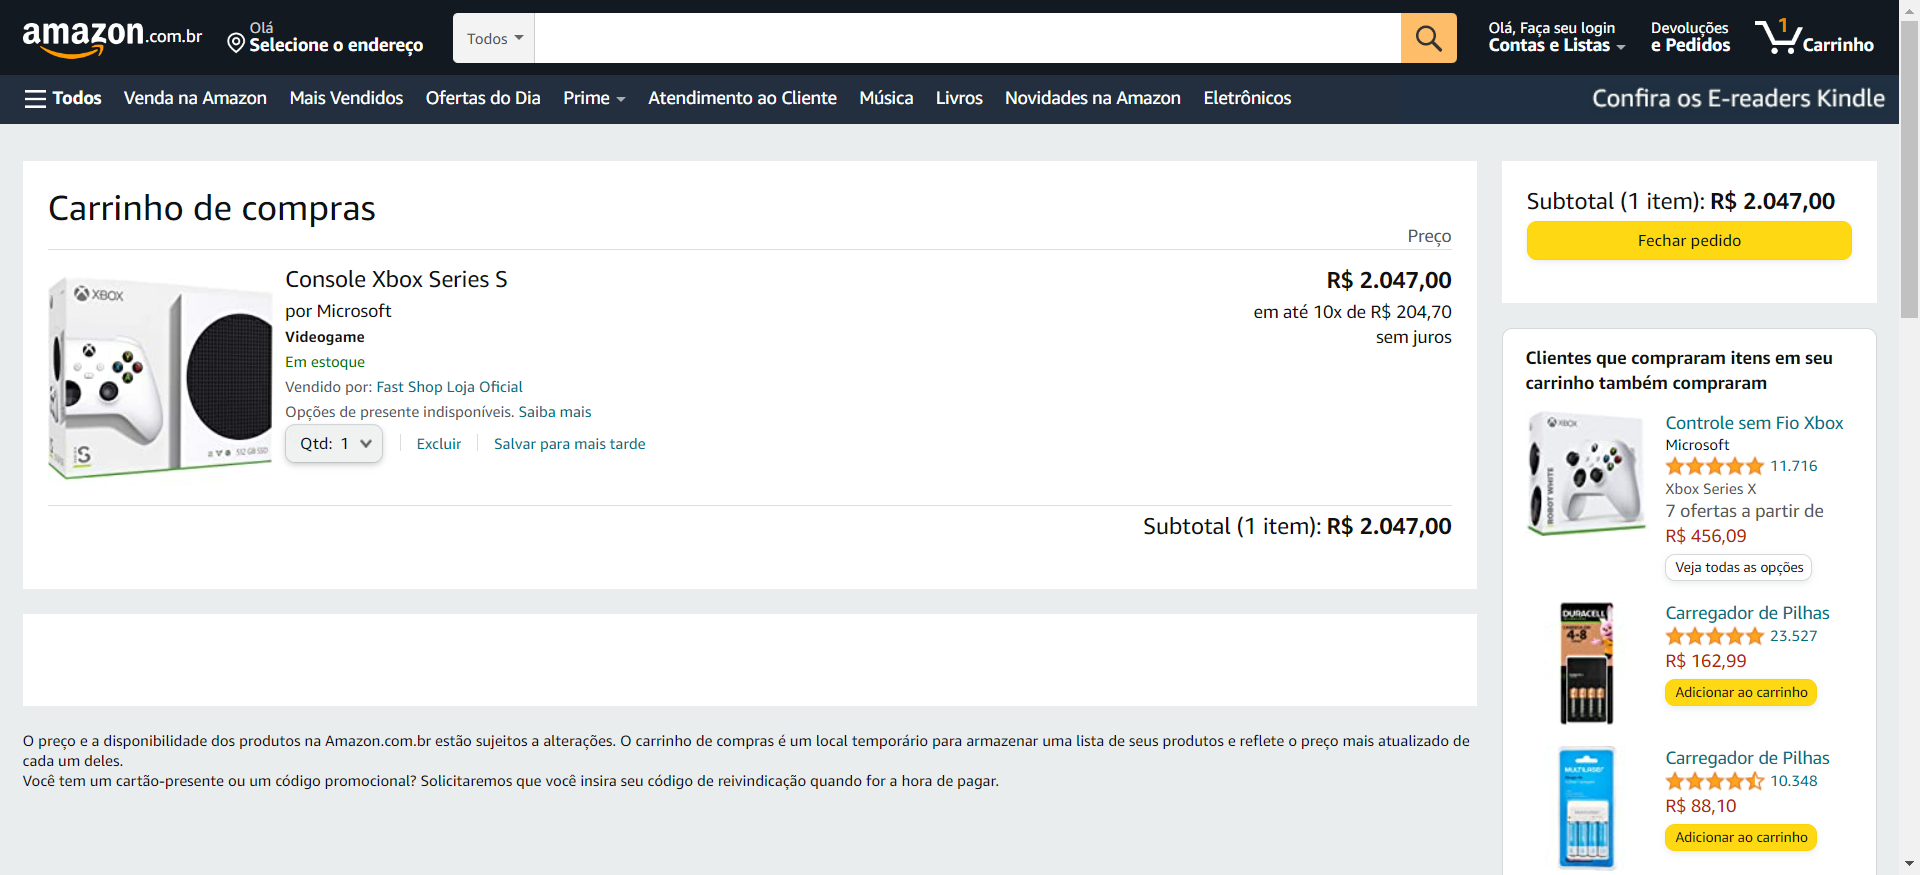 amazon.com.br
Olá
Selecione o endereço
Todos
Olá, Faça seu login
Contas e Listas
Devoluções
e Pedidos
1
Carrinho
Todos
Venda na Amazon
Mais Vendidos
Ofertas do Dia
Prime
Atendimento ao Cliente
Música
Livros
Novidades na Amazon
Eletrônicos
Confira os E-readers Kindle
Carrinho de compras
Preço
XBOX
S
512 GB SSD
Console Xbox Series S
por Microsoft
Videogame
Em estoque
Vendido por: Fast Shop Loja Oficial
Opções de presente indisponíveis. Saiba mais
Qtd: 1
Excluir
Salvar para mais tarde
R$ 2.047,00
em até 10x de R$ 204,70
sem juros
Subtotal (1 item): R$ 2.047,00
O preço e a disponibilidade dos produtos na Amazon.com.br estão sujeitos a alterações. O carrinho de compras é um local temporário para armazenar uma lista de seus produtos e reflete o preço mais atualizado de
cada um deles.
Você tem um cartão-presente ou um código promocional? Solicitaremos que você insira seu código de reivindicação quando for a hora de pagar.
Subtotal (1 item): R$ 2.047,00
Fechar pedido
Clientes que compraram itens em seu
carrinho também compraram
XBOX
ROBOT WHITE
Controle sem Fio Xbox
Microsoft
11.716
Xbox Series X
7 ofertas a partir de
R$ 456,09
Veja todas as opções
DURACELL
4-8
Carregador de Pilhas
23.527
R$ 162,99
Adicionar ao carrinho
MULTILASER
Carregador de Pilhas
10.348
R$ 88,10
Adicionar ao carrinho